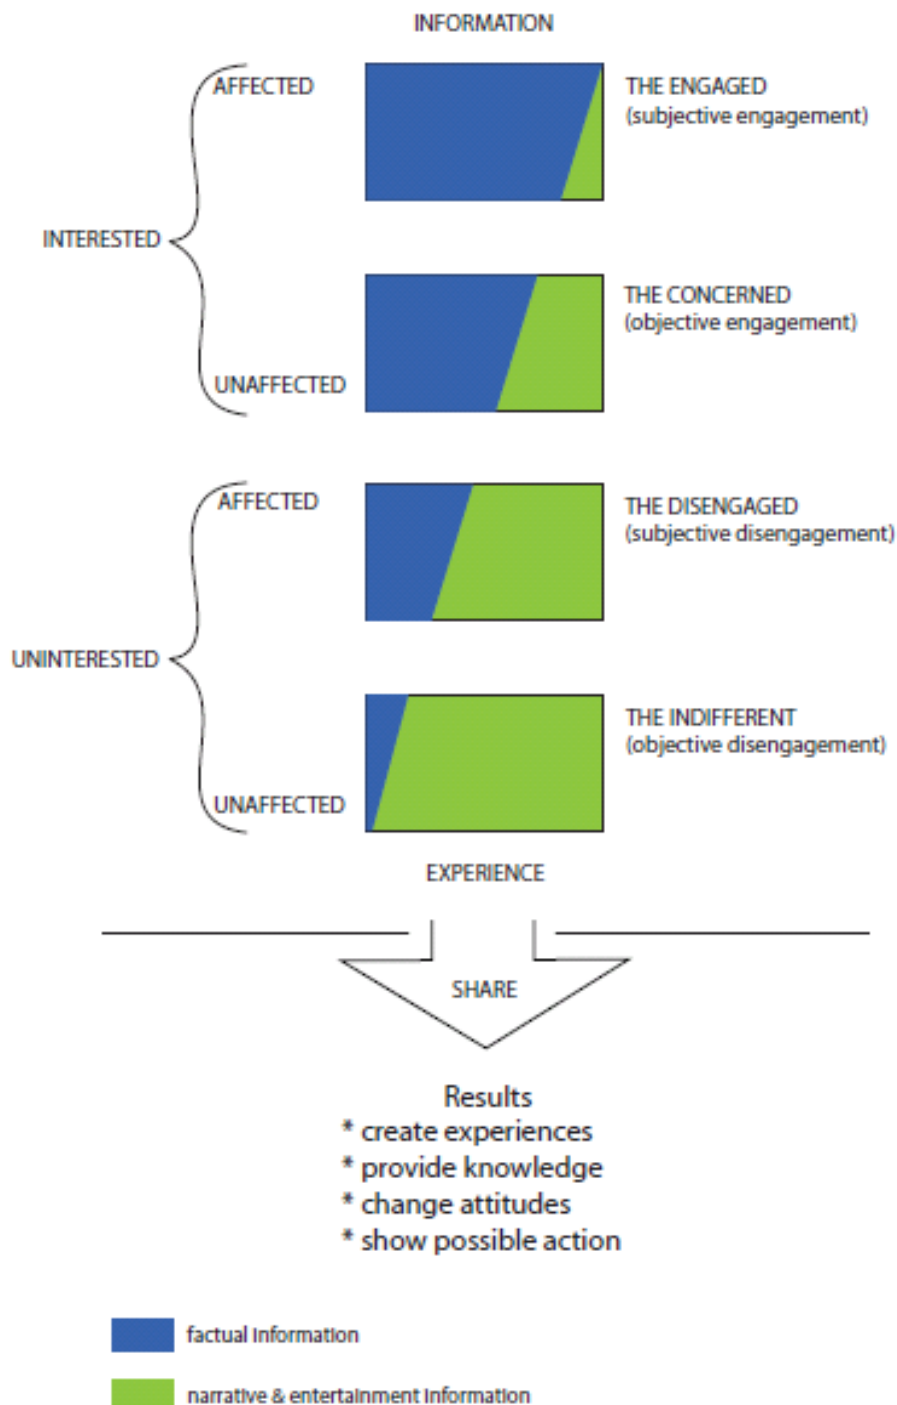 INFORMATION
AFFECTED
THE ENGAGED
(subjective engagement)
INTERESTED
THE CONCERNED
(objective engagement)
UNAFFECTED
AFFECTED
THE DISENGAGED
(subjective disengagement)
UNINTERESTED
THE INDIFFERENT
(objective disengagement)
UNAFFECTED
EXPERIENCE
SHARE
Results
* create experiences
* provide knowledge
* change attitudes
* show possible action
factual information
narrative & entertainment information